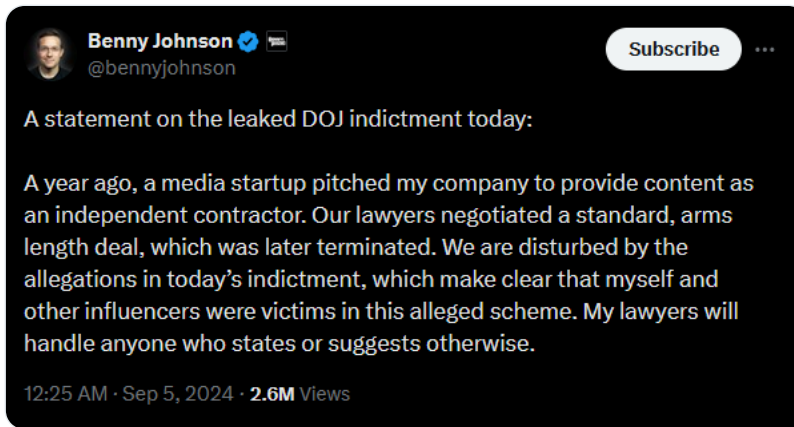 Benny Johnson
Subscribe
@bennyjohnson
A statement on the leaked DOJ indictment today:
A year ago, a media startup pitched my company to provide content as
an independent contractor. Our lawyers negotiated a standard, arms
length deal, which was later terminated. We are disturbed by the
allegations in today’s indictment, which make clear that myself and
other influencers were victims in this alleged scheme. My lawyers will
handle anyone who states or suggests otherwise.
12:25 AM · Sep 5, 2024 · 2.6M Views